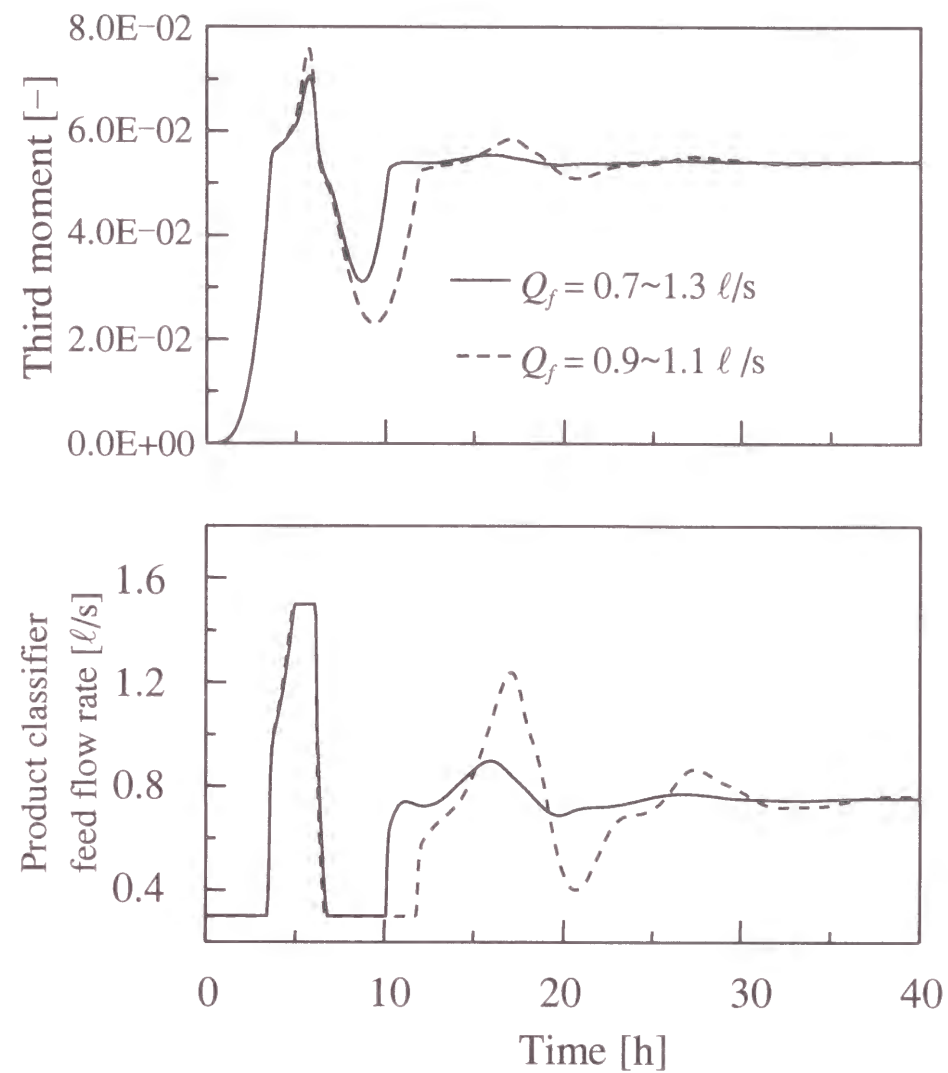 8.0E−02
6.0E−02
4.0E−02
2.0E−02
0.0E+00
Third moment [−]
Q_f = 0.7~1.3 ℓ/s
Q_f = 0.9~1.1 ℓ /s
1.6
1.2
0.8
0.4
Product classifier
feed flow rate [ℓ/s]
0 10 20 30 40
Time [h]